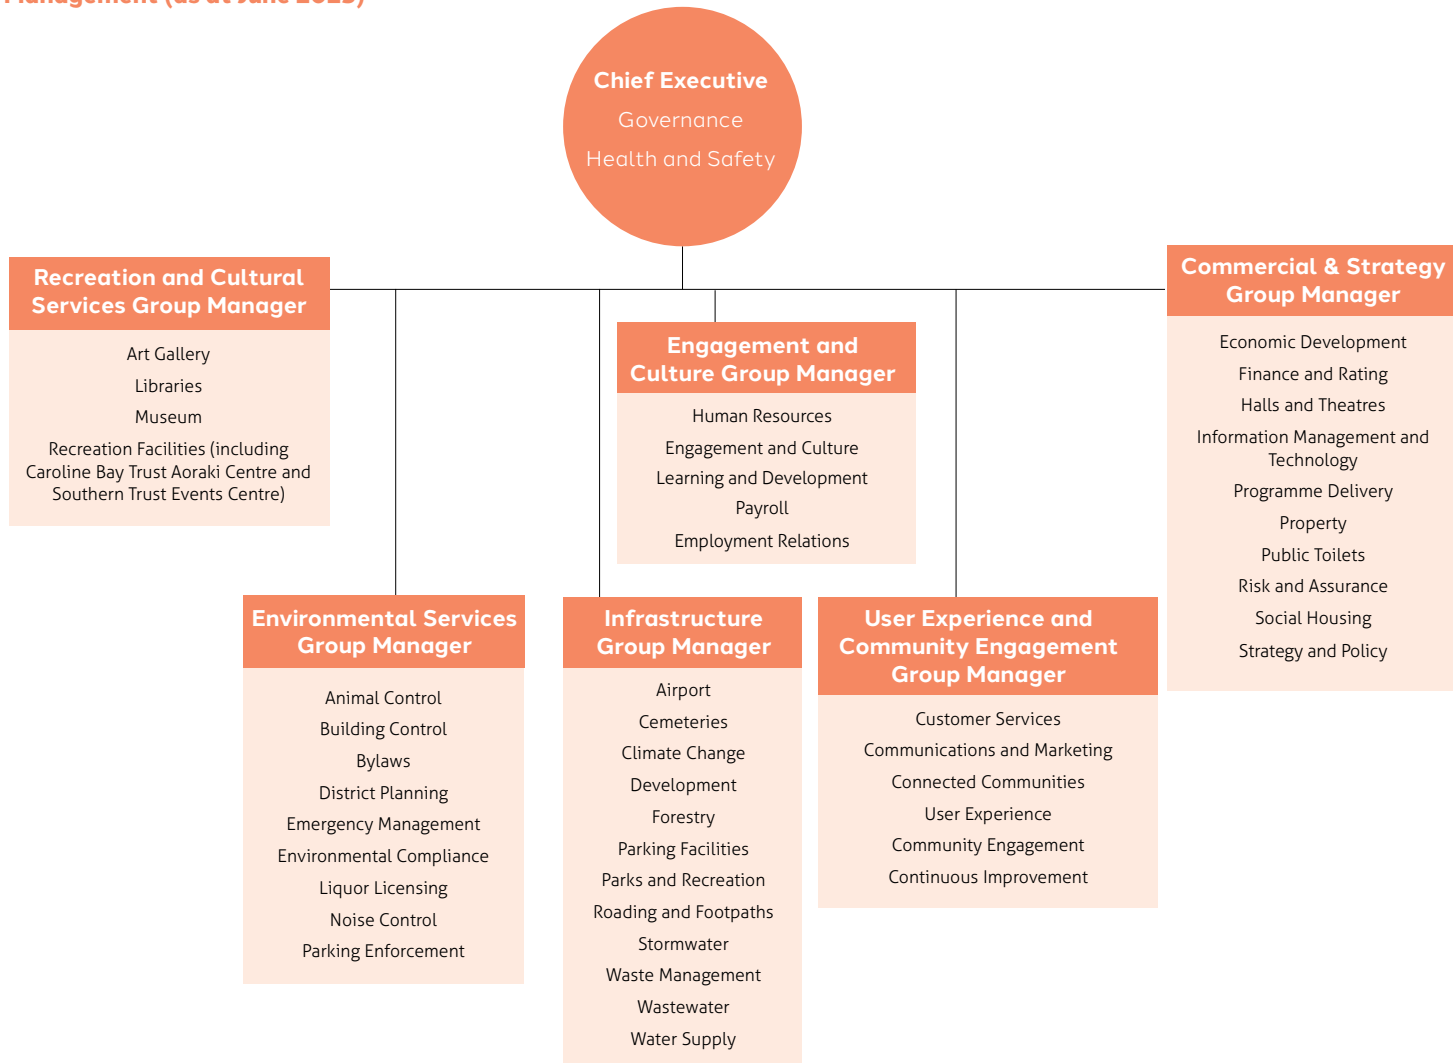 Management (as at June 2023)
Chief Executive
Governance
Health and Safety
Recreation and Cultural
Services Group Manager
Art Gallery
Libraries
Museum
Recreation Facilities (including
Caroline Bay Trust Aoraki Centre and
Southern Trust Events Centre)
Engagement and
Culture Group Manager
Human Resources
Engagement and Culture
Learning and Development
Payroll
Employment Relations
Commercial & Strategy
Group Manager
Economic Development
Finance and Rating
Halls and Theatres
Information Management and
Technology
Programme Delivery
Property
Public Toilets
Risk and Assurance
Social Housing
Strategy and Policy
Environmental Services
Group Manager
Animal Control
Building Control
Bylaws
District Planning
Emergency Management
Environmental Compliance
Liquor Licensing
Noise Control
Parking Enforcement
Infrastructure
Group Manager
Airport
Cemeteries
Climate Change
Development
Forestry
Parking Facilities
Parks and Recreation
Roading and Footpaths
Stormwater
Waste Management
Wastewater
Water Supply
User Experience and
Community Engagement
Group Manager
Customer Services
Communications and Marketing
Connected Communities
User Experience
Community Engagement
Continuous Improvement